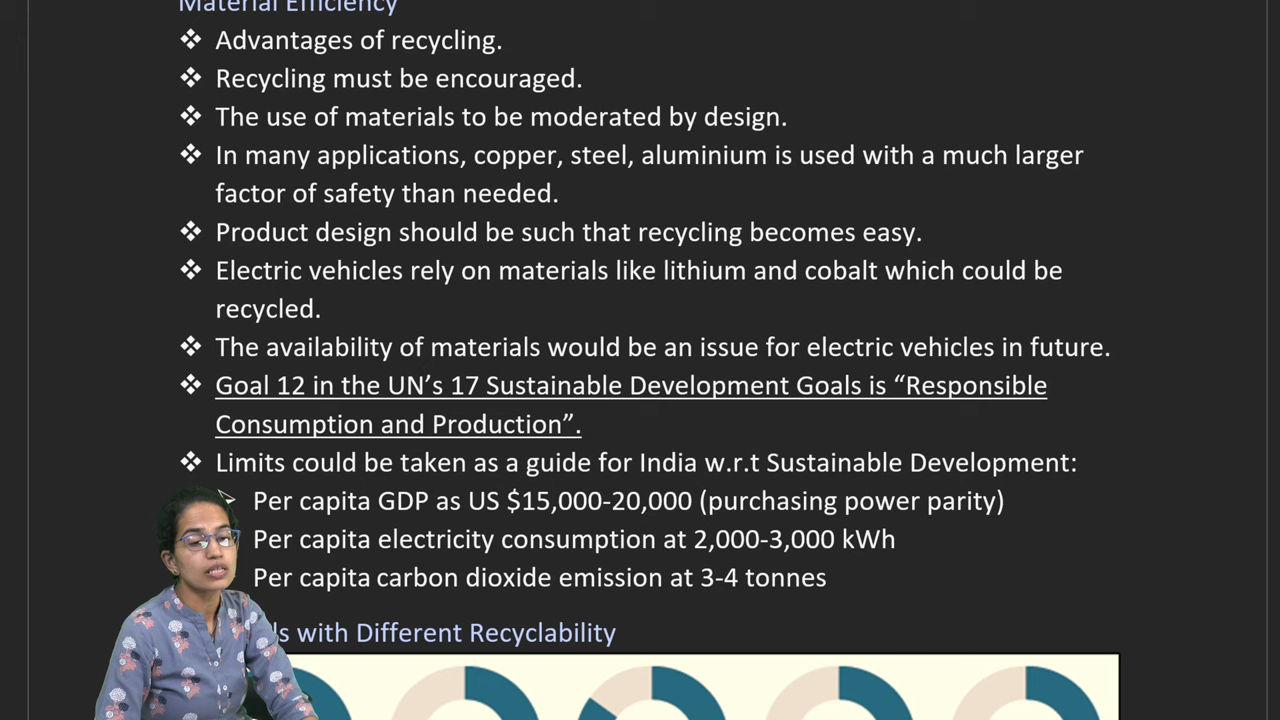 Material Efficiency
❖ Advantages of recycling.
❖ Recycling must be encouraged.
❖ The use of materials to be moderated by design.
❖ In many applications, copper, steel, aluminium is used with a much larger
factor of safety than needed.
❖ Product design should be such that recycling becomes easy.
❖ Electric vehicles rely on materials like lithium and cobalt which could be
recycled.
❖ The availability of materials would be an issue for electric vehicles in future.
❖ Goal 12 in the UN’s 17 Sustainable Development Goals is “Responsible
Consumption and Production”.
❖ Limits could be taken as a guide for India w.r.t Sustainable Development:
➢ Per capita GDP as US $15,000-20,000 (purchasing power parity)
Per capita electricity consumption at 2,000-3,000 kWh
Per capita carbon dioxide emission at 3-4 tonnes
with Different Recyclability